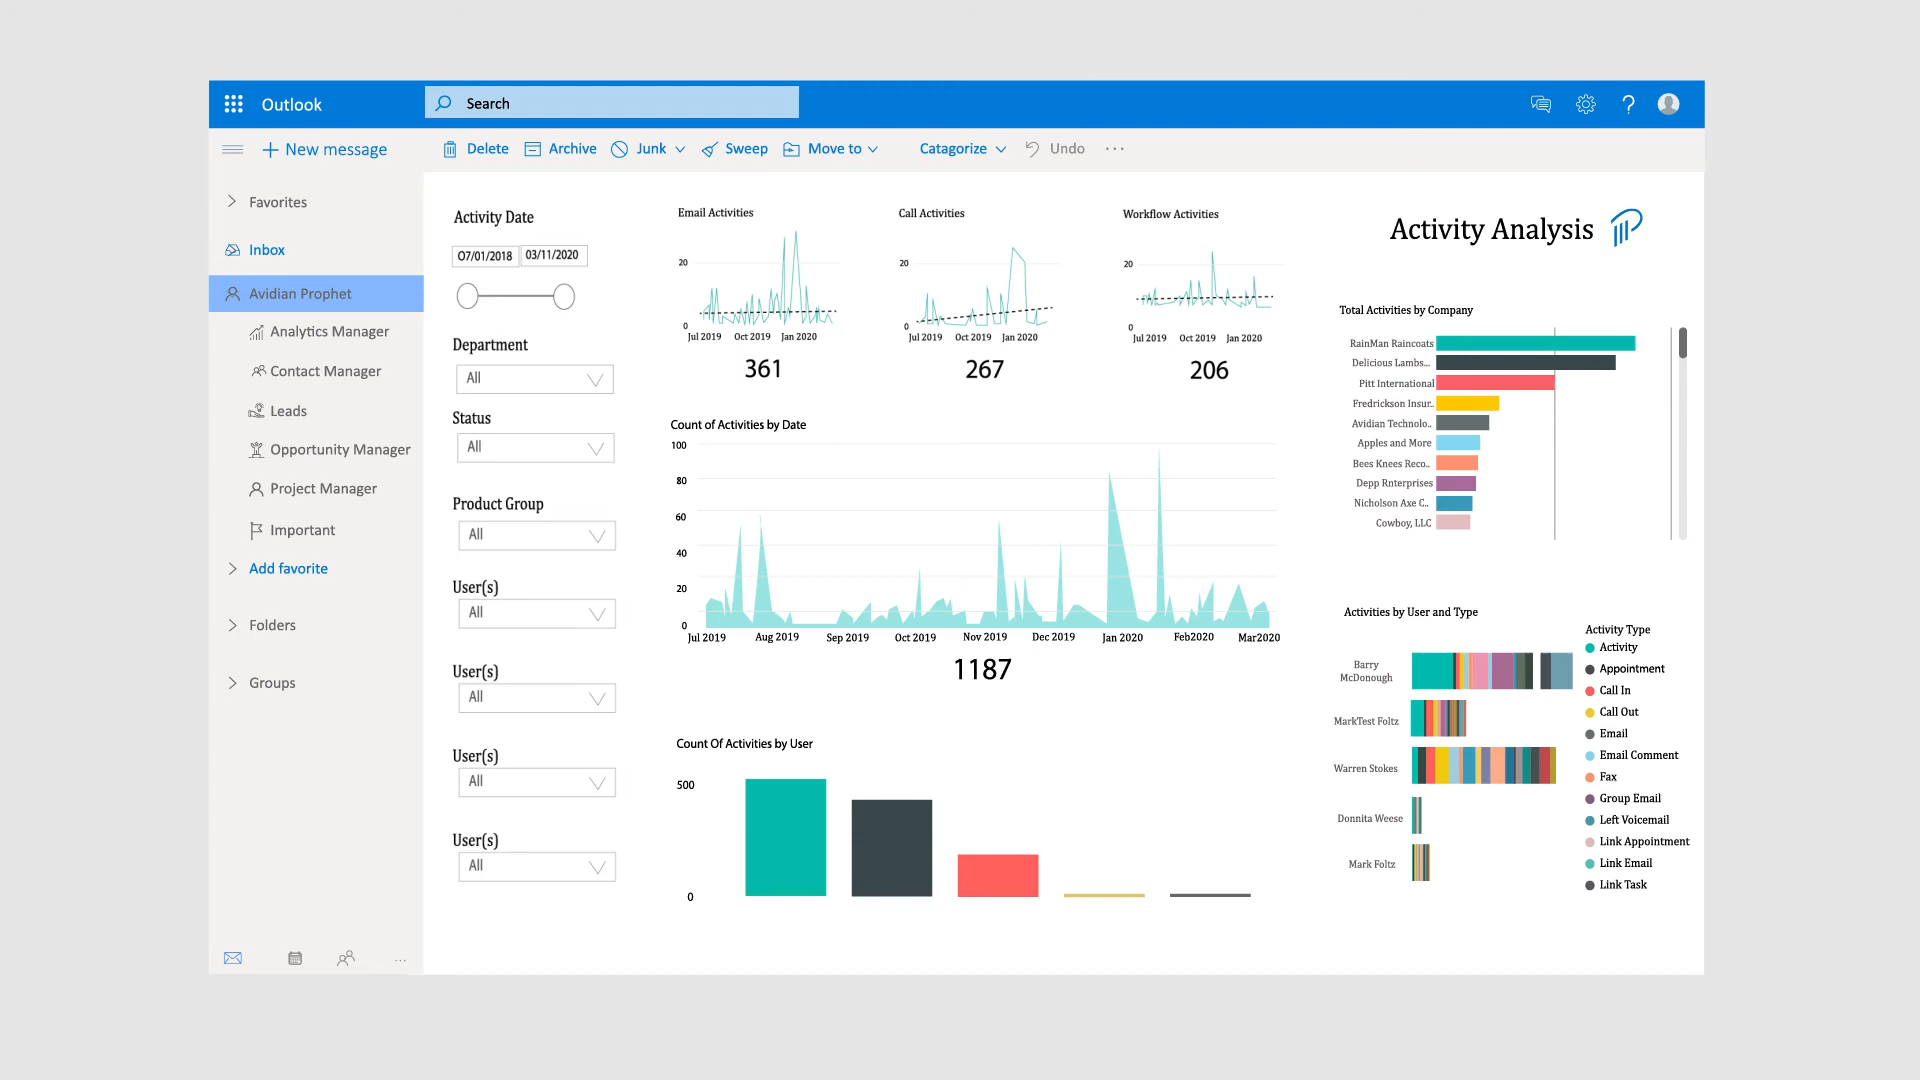 Outlook
Search
New message
Delete
Archive
Junk
Sweep
Move to
Catagorize
Undo
Favorites
Inbox
Avidian Prophet
Analytics Manager
Contact Manager
Leads
Opportunity Manager
Project Manager
Important
Add favorite
Folders
Groups
Activity Date
O7/01/2018
03/11/2020
Department
All
Status
All
Product Group
All
User(s)
All
User(s)
All
User(s)
All
User(s)
All
Email Activities
20
0
Jul 2019 Oct 2019 Jan 2020
361
Call Activities
20
0
Jul 2019 Oct 2019 Jan 2020
267
Workflow Activities
20
0
Jul 2019 Oct 2019 Jan 2020
206
Count of Activities by Date
100
80
60
40
20
0
Jul 2019 Aug 2019 Sep 2019 Oct 2019 Nov 2019 Dec 2019 Jan 2020 Feb2020 Mar2020
1187
Count Of Activities by User
500
0
Activity Analysis
Total Activities by Company
RainMan Raincoats
Delicious Lambs...
Pitt International
Fredrickson Insur..
Avidian Technolo..
Apples and More
Bees Knees Reco..
Depp Rnterprises
Nicholson Axe C..
Cowboy, LLC
Activities by User and Type
Barry
McDonough
MarkTest Foltz
Warren Stokes
Donnita Weese
Mark Foltz
Activity Type
Activity
Appointment
Call In
Call Out
Email
Email Comment
Fax
Group Email
Left Voicemail
Link Appointment
Link Email
Link Task